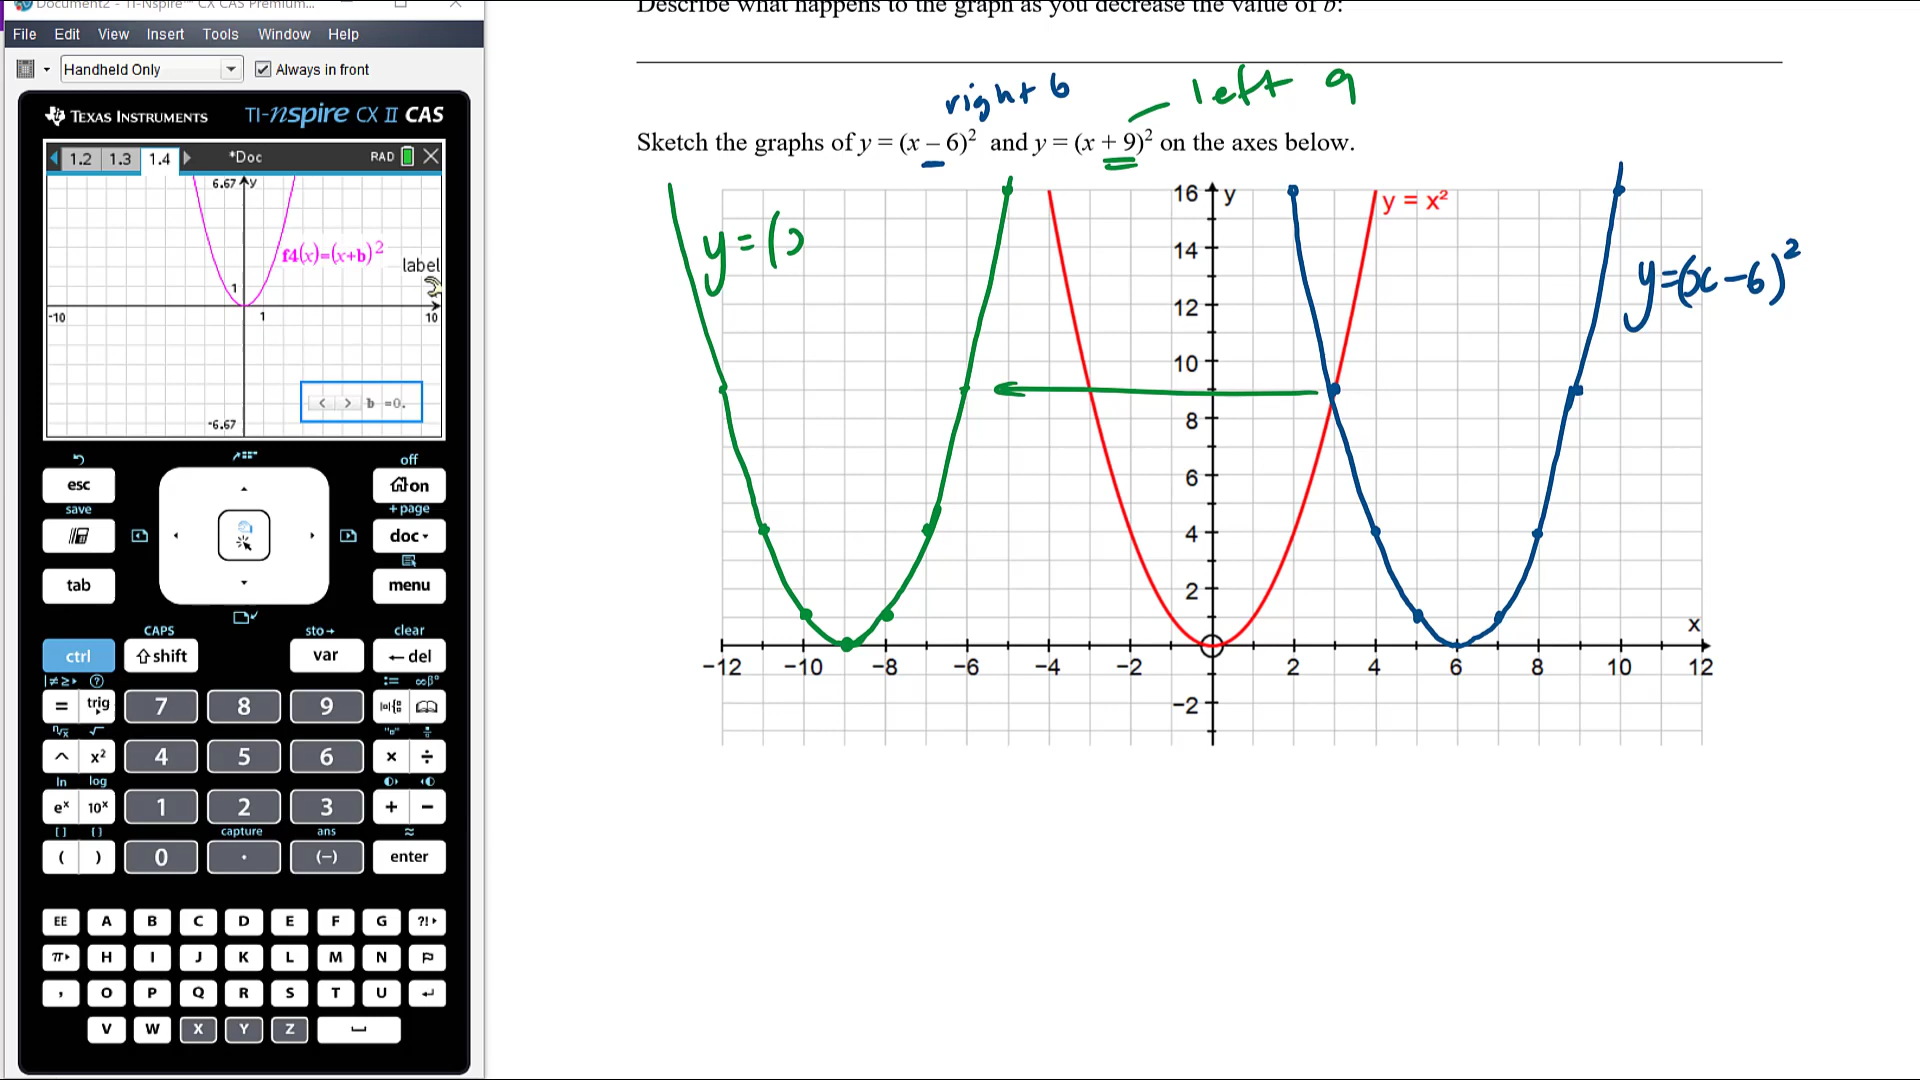 Document2 - TI-Nspire™ CX CAS Premium...
File Edit View Insert Tools Window Help
Handheld Only
Always in front
TEXAS INSTRUMENTS TI-nspire CX II CAS
1.2 1.3 1.4 *Doc RAD
6.67 y
f4(x)=(x+b)2
label
1
-10 1 10
< > b =0.
-6.67
off
esc on
save + page
doc
tab menu
CAPS sto→ clear
ctrl ⇧shift var ←del
|≠≥▸ ? := ∞β°
= trig 7 8 9
^ x² 4 5 6 × ÷
ln log
eˣ 10ˣ 1 2 3 + −
[ ] { } capture ans ≈
( ) 0 . (−) enter
EE A B C D E F G ?!▸
π▸ H I J K L M N
, O P Q R S T U
V W X Y Z
Describe what happens to the graph as you decrease the value of b:
right 6 left 9
Sketch the graphs of y = (x – 6)² and y = (x + 9)² on the axes below.
16 y
y = x²
y=(x
14
y=(x-6)²
12
10
8
6
4
2
x
−12 −10 −8 −6 −4 −2 2 4 6 8 10 12
−2